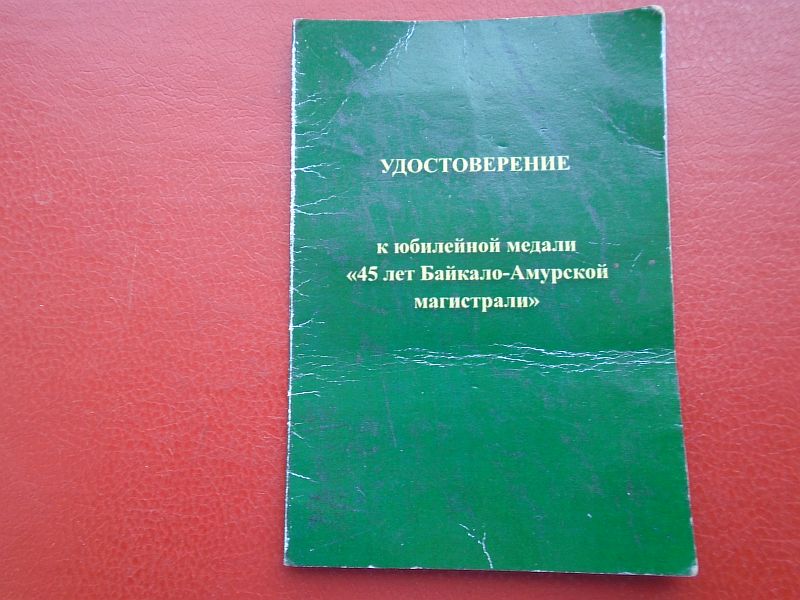 УДОСТОВЕРЕНИЕ
к юбилейной медали
«45 лет Байкало-Амурской
магистрали»